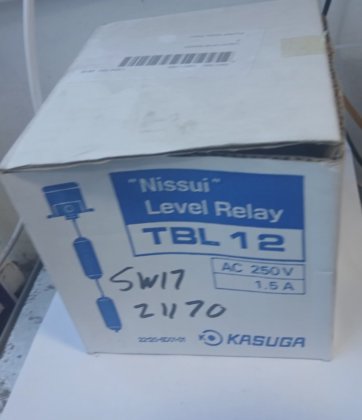 "Nissui"
Level Relay
TBL 12
AC 250V
1.5 A
SW17
21170
KASUGA